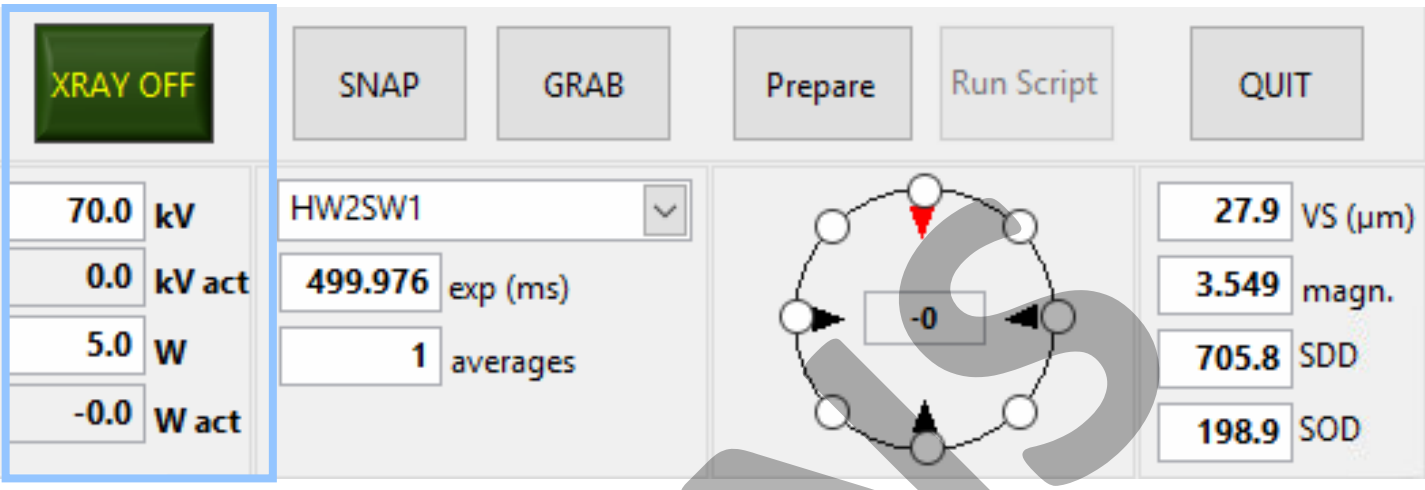 XRAY OFF SNAP GRAB Prepare Run Script QUIT
70.0 kV
0.0 kV act
5.0 W
-0.0 W act
HW2SW1
499.976 exp (ms)
1 averages
-0
27.9 VS (µm)
3.549 magn.
705.8 SDD
198.9 SOD